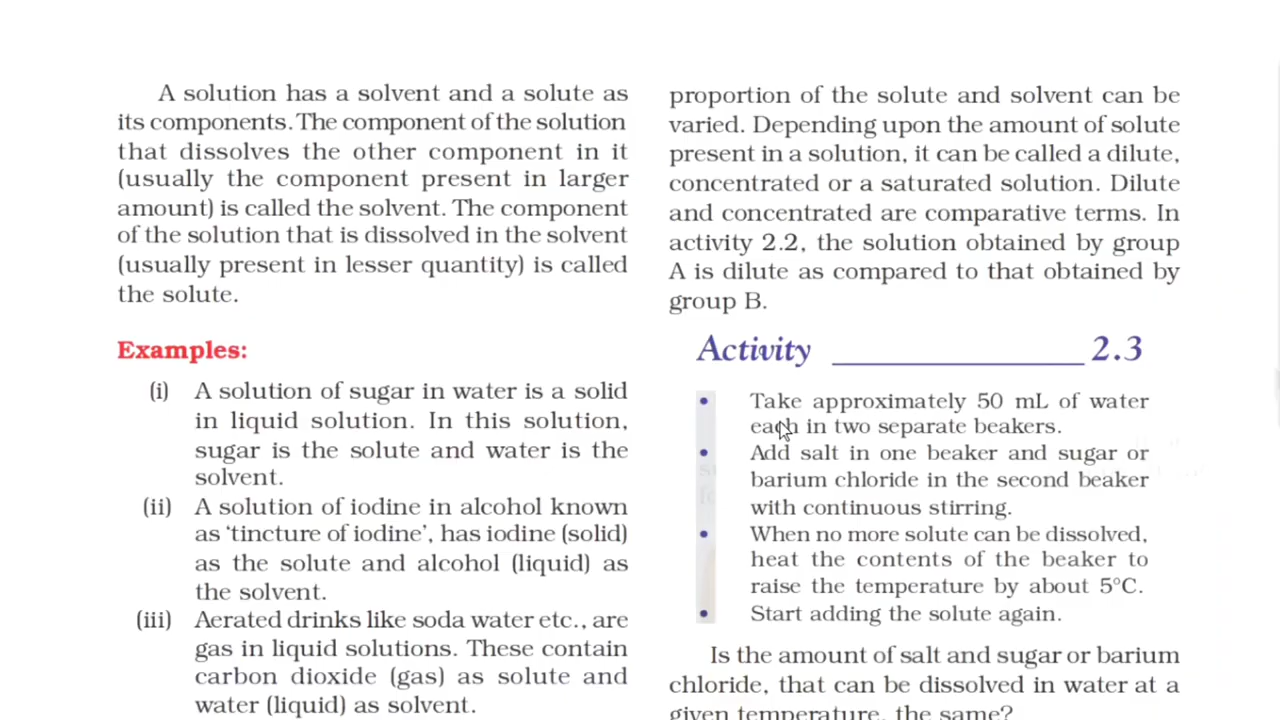 A solution has a solvent and a solute as
its components. The component of the solution
that dissolves the other component in it
(usually the component present in larger
amount) is called the solvent. The component
of the solution that is dissolved in the solvent
(usually present in lesser quantity) is called
the solute.
Examples:
(i) A solution of sugar in water is a solid
in liquid solution. In this solution,
sugar is the solute and water is the
solvent.
(ii) A solution of iodine in alcohol known
as ‘tincture of iodine’, has iodine (solid)
as the solute and alcohol (liquid) as
the solvent.
(iii) Aerated drinks like soda water etc., are
gas in liquid solutions. These contain
carbon dioxide (gas) as solute and
water (liquid) as solvent.
proportion of the solute and solvent can be
varied. Depending upon the amount of solute
present in a solution, it can be called a dilute,
concentrated or a saturated solution. Dilute
and concentrated are comparative terms. In
activity 2.2, the solution obtained by group
A is dilute as compared to that obtained by
group B.
Activity 2.3
• Take approximately 50 mL of water
each in two separate beakers.
• Add salt in one beaker and sugar or
barium chloride in the second beaker
with continuous stirring.
• When no more solute can be dissolved,
heat the contents of the beaker to
raise the temperature by about 5°C.
• Start adding the solute again.
Is the amount of salt and sugar or barium
chloride, that can be dissolved in water at a
given temperature, the same?